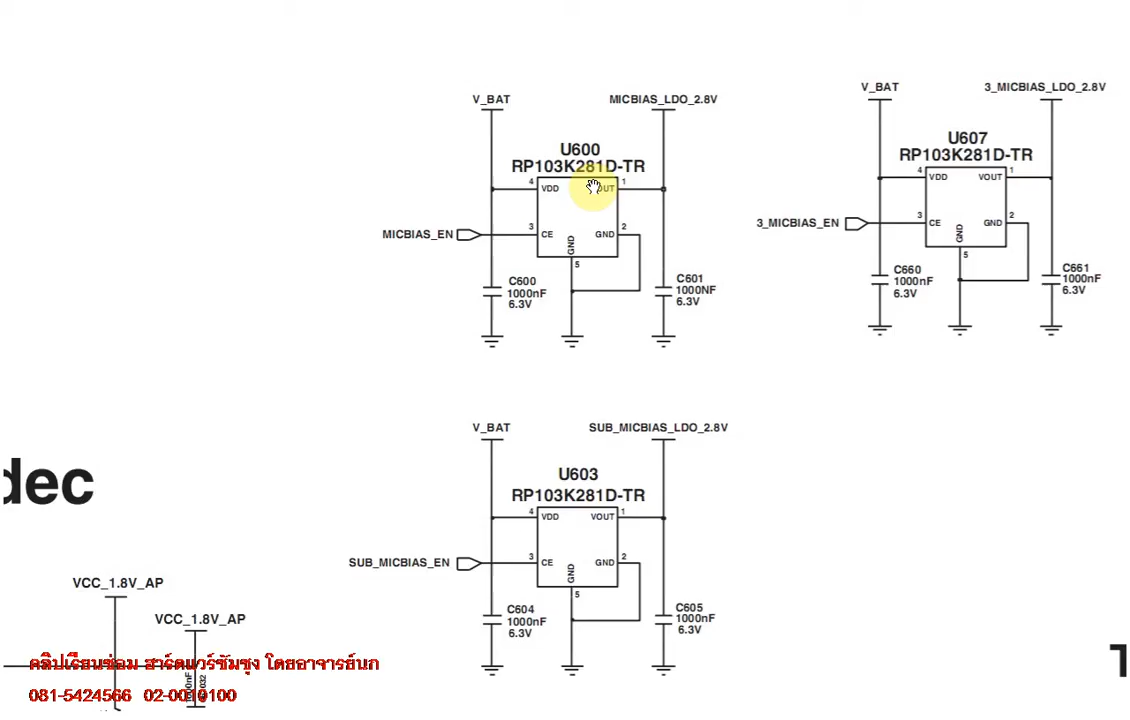 V_BAT
MICBIAS_LDO_2.8V
U600
RP103K281D-TR
4
VDD
1
MICBIAS_EN
3
CE
GND
2
GND
5
C600
1000nF
6.3V
C601
1000NF
6.3V
V_BAT
3_MICBIAS_LDO_2.8V
U607
RP103K281D-TR
4
VDD
VOUT
1
3_MICBIAS_EN
3
CE
GND
2
GND
5
C660
1000nF
6.3V
C661
1000nF
6.3V
V_BAT
SUB_MICBIAS_LDO_2.8V
U603
RP103K281D-TR
4
VDD
VOUT
1
SUB_MICBIAS_EN
3
CE
GND
2
GND
5
C604
1000nF
6.3V
C605
1000nF
6.3V
dec
VCC_1.8V_AP
VCC_1.8V_AP
คลิปเรียนซ่อม ฮาร์ดแวร์ซัมซุง โดยอาจารย์นก
081-5424566 02-0010100